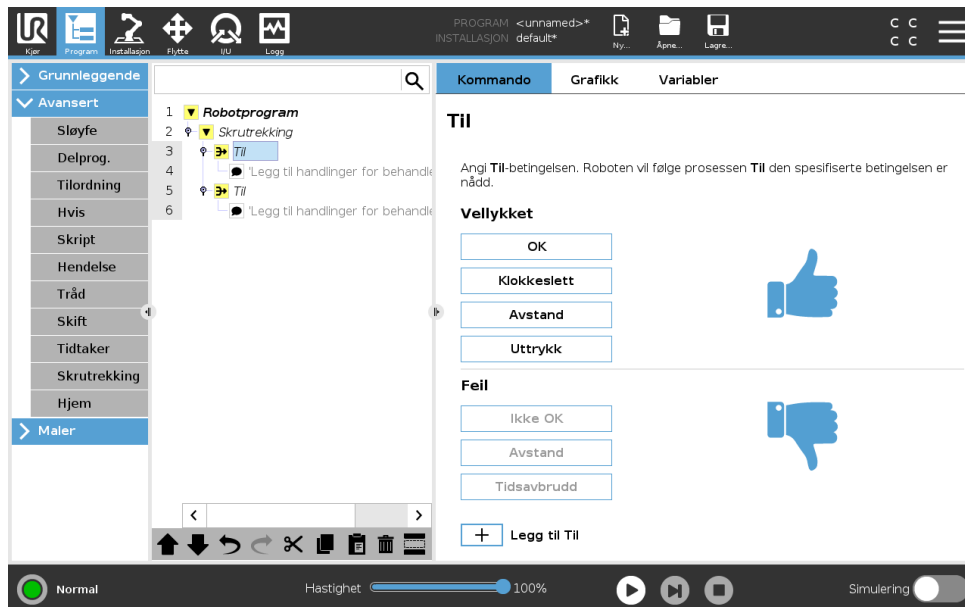 PROGRAM <unnamed>*
INSTALLASJON default*
Kjør
Program
Installasjon
Flytte
I/U
Logg
Ny...
Åpne...
Lagre...
C C
C C
Grunnleggende
Avansert
Sløyfe
Delprog.
Tilordning
Hvis
Skript
Hendelse
Tråd
Skift
Tidtaker
Skrutrekking
Hjem
Maler
1 Robotprogram
2 Skrutrekking
3 Til
4 'Legg til handlinger for behandle
5 Til
6 'Legg til handlinger for behandle
Kommando
Grafikk
Variabler
Til
Angi Til-betingelsen. Roboten vil følge prosessen Til den spesifiserte betingelsen er
nådd.
Vellykket
OK
Klokkeslett
Avstand
Uttrykk
Feil
Ikke OK
Avstand
Tidsavbrudd
Legg til Til
Normal
Hastighet
100%
Simulering